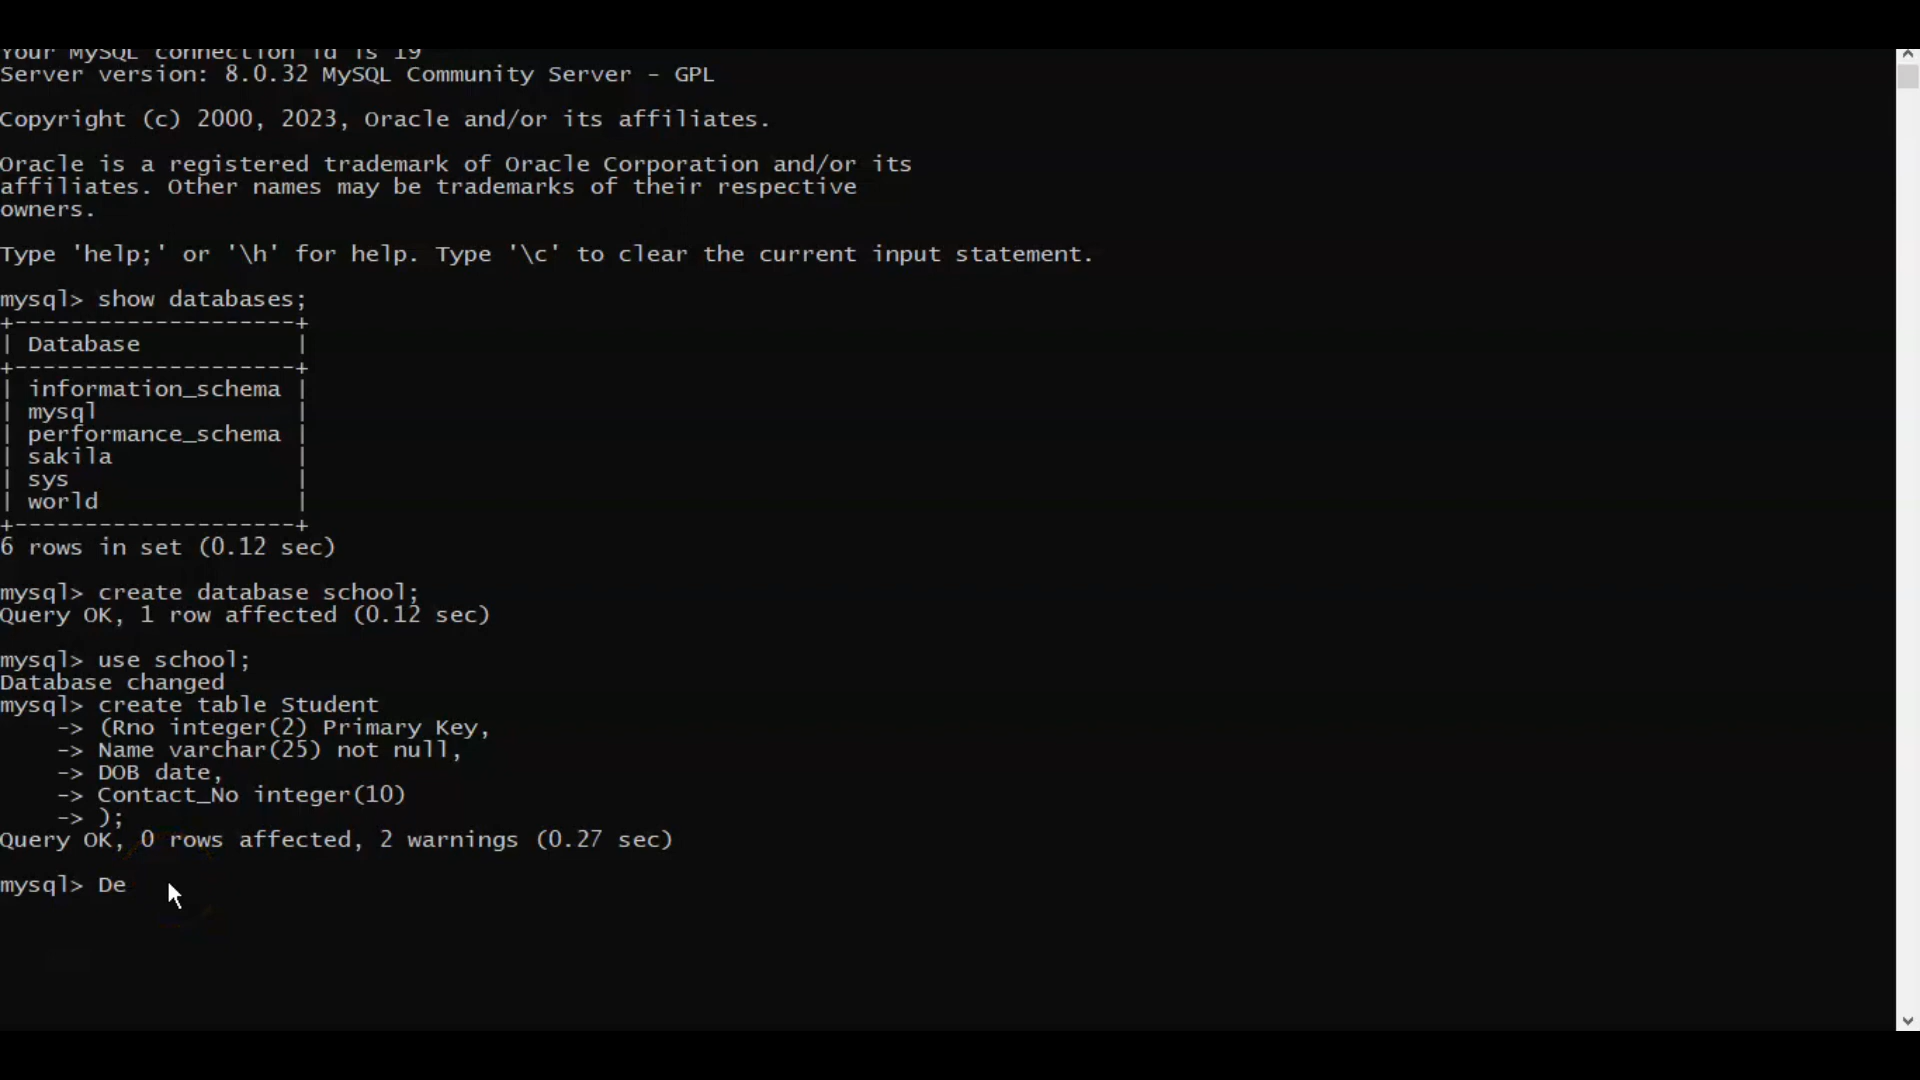 Your MySQL connection id is 19
Server version: 8.0.32 MySQL Community Server - GPL
Copyright (c) 2000, 2023, Oracle and/or its affiliates.
Oracle is a registered trademark of Oracle Corporation and/or its
affiliates. Other names may be trademarks of their respective
owners.
Type 'help;' or '\h' for help. Type '\c' to clear the current input statement.
mysql> show databases;
+--------------------+
| Database           |
+--------------------+
| information_schema |
| mysql              |
| performance_schema |
| sakila             |
| sys                |
| world              |
+--------------------+
6 rows in set (0.12 sec)
mysql> create database school;
Query OK, 1 row affected (0.12 sec)
mysql> use school;
Database changed
mysql> create table Student
    -> (Rno integer(2) Primary Key,
    -> Name varchar(25) not null,
    -> DOB date,
    -> Contact_No integer(10)
    -> );
Query OK, 0 rows affected, 2 warnings (0.27 sec)
mysql> De